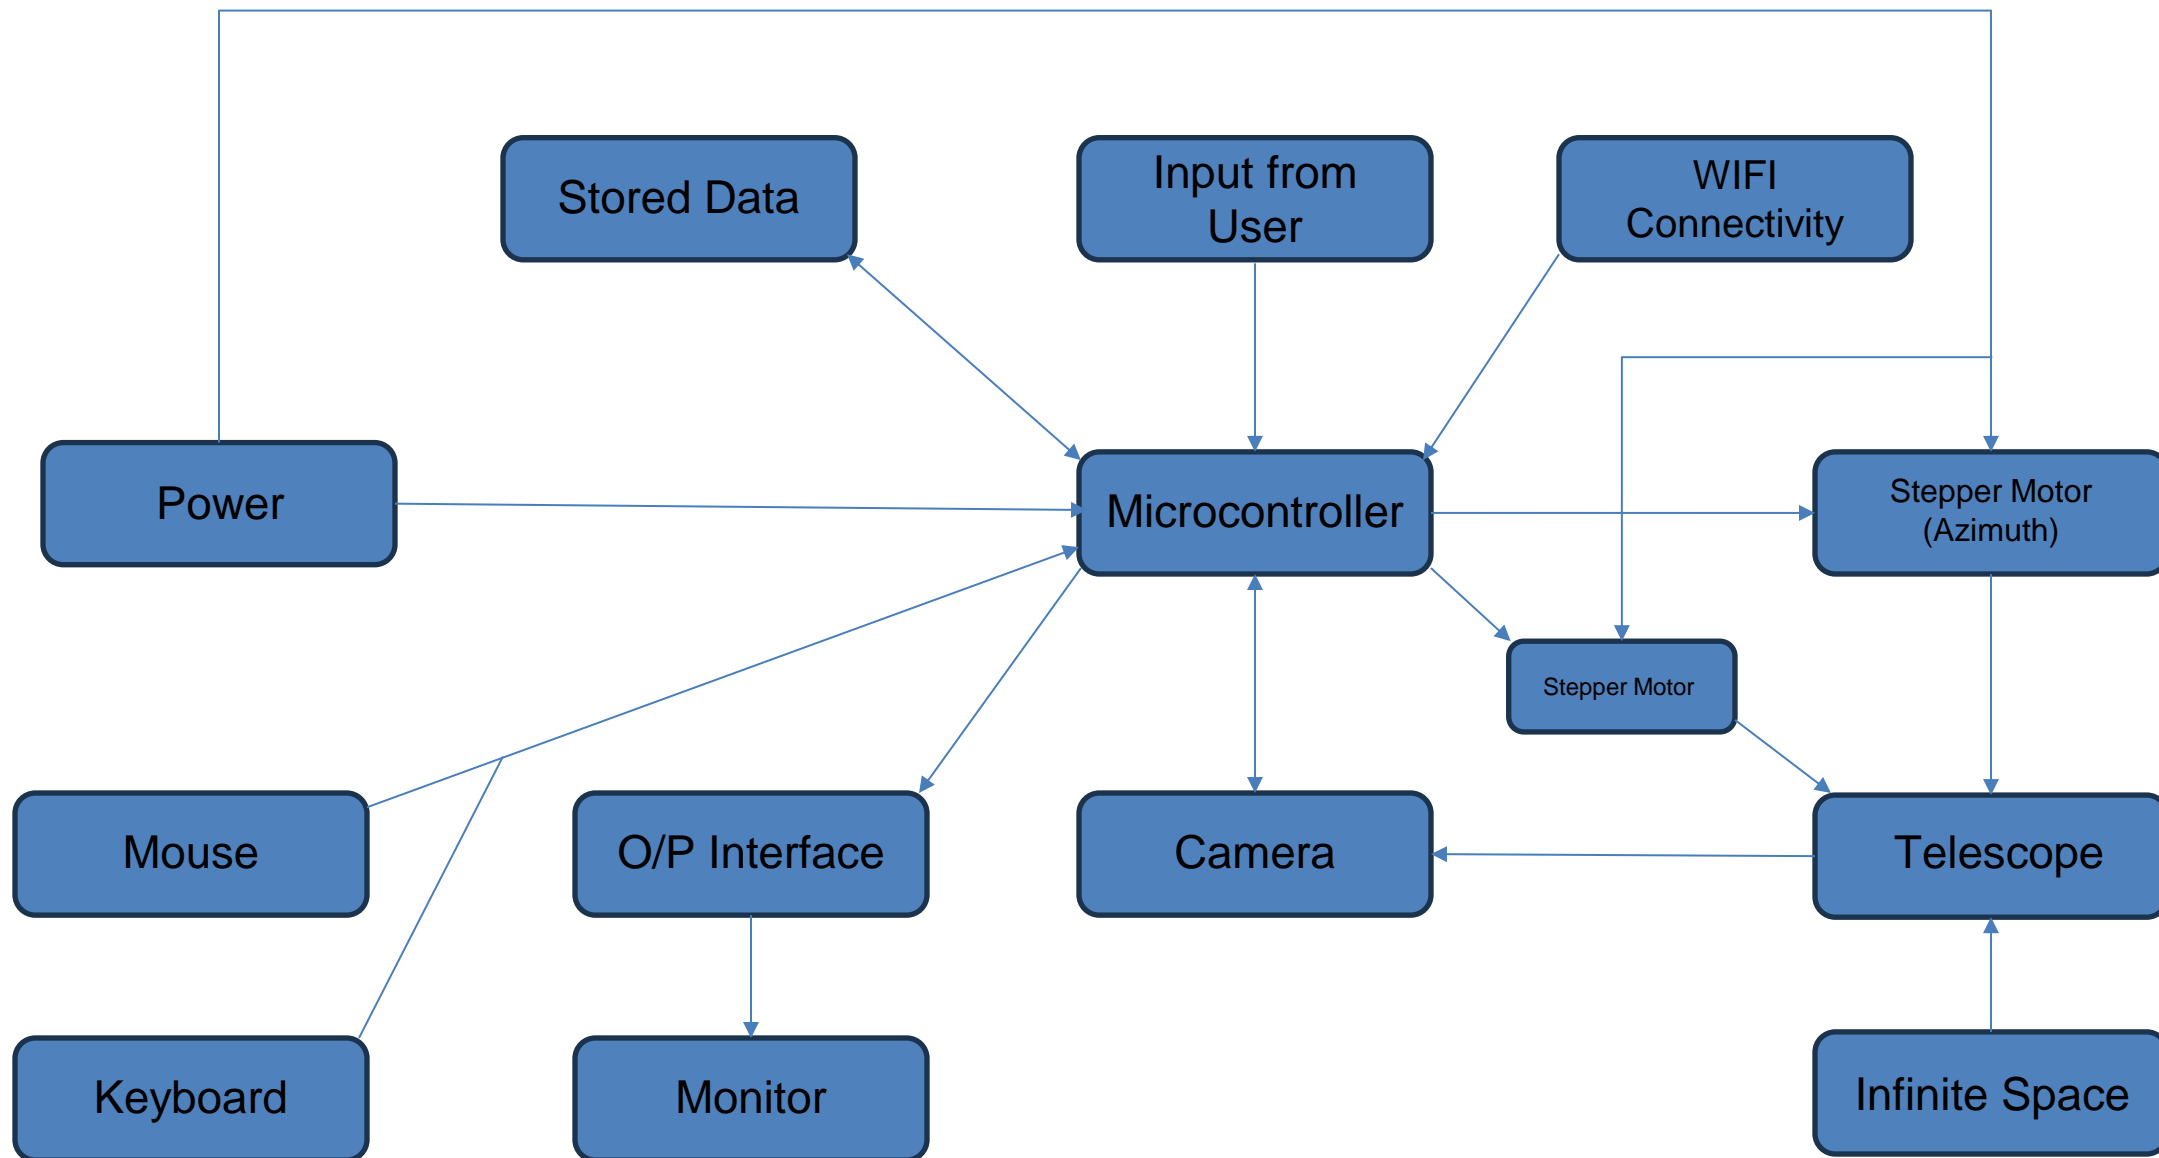 Stored Data
Input from
User
WIFI
Connectivity
Power
Microcontroller
Stepper Motor
(Azimuth)
Stepper Motor
Mouse
O/P Interface
Camera
Telescope
Keyboard
Monitor
Infinite Space